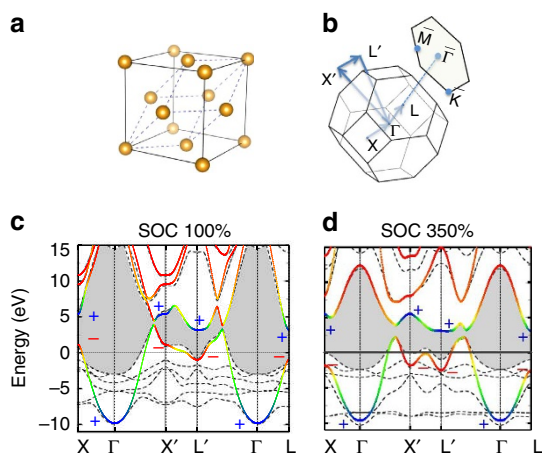 a
b
M̅
Γ̅
L′
X′
K̅
L
Γ
X
c
SOC 100%
d
SOC 350%
Energy (eV)
15
10
5
0
−5
−10
+
+
+
+
+
−
−
−
−
+
+
+
+
+
−
−
−
−
X Γ X′ L′ Γ L
X Γ X′ L′ Γ L